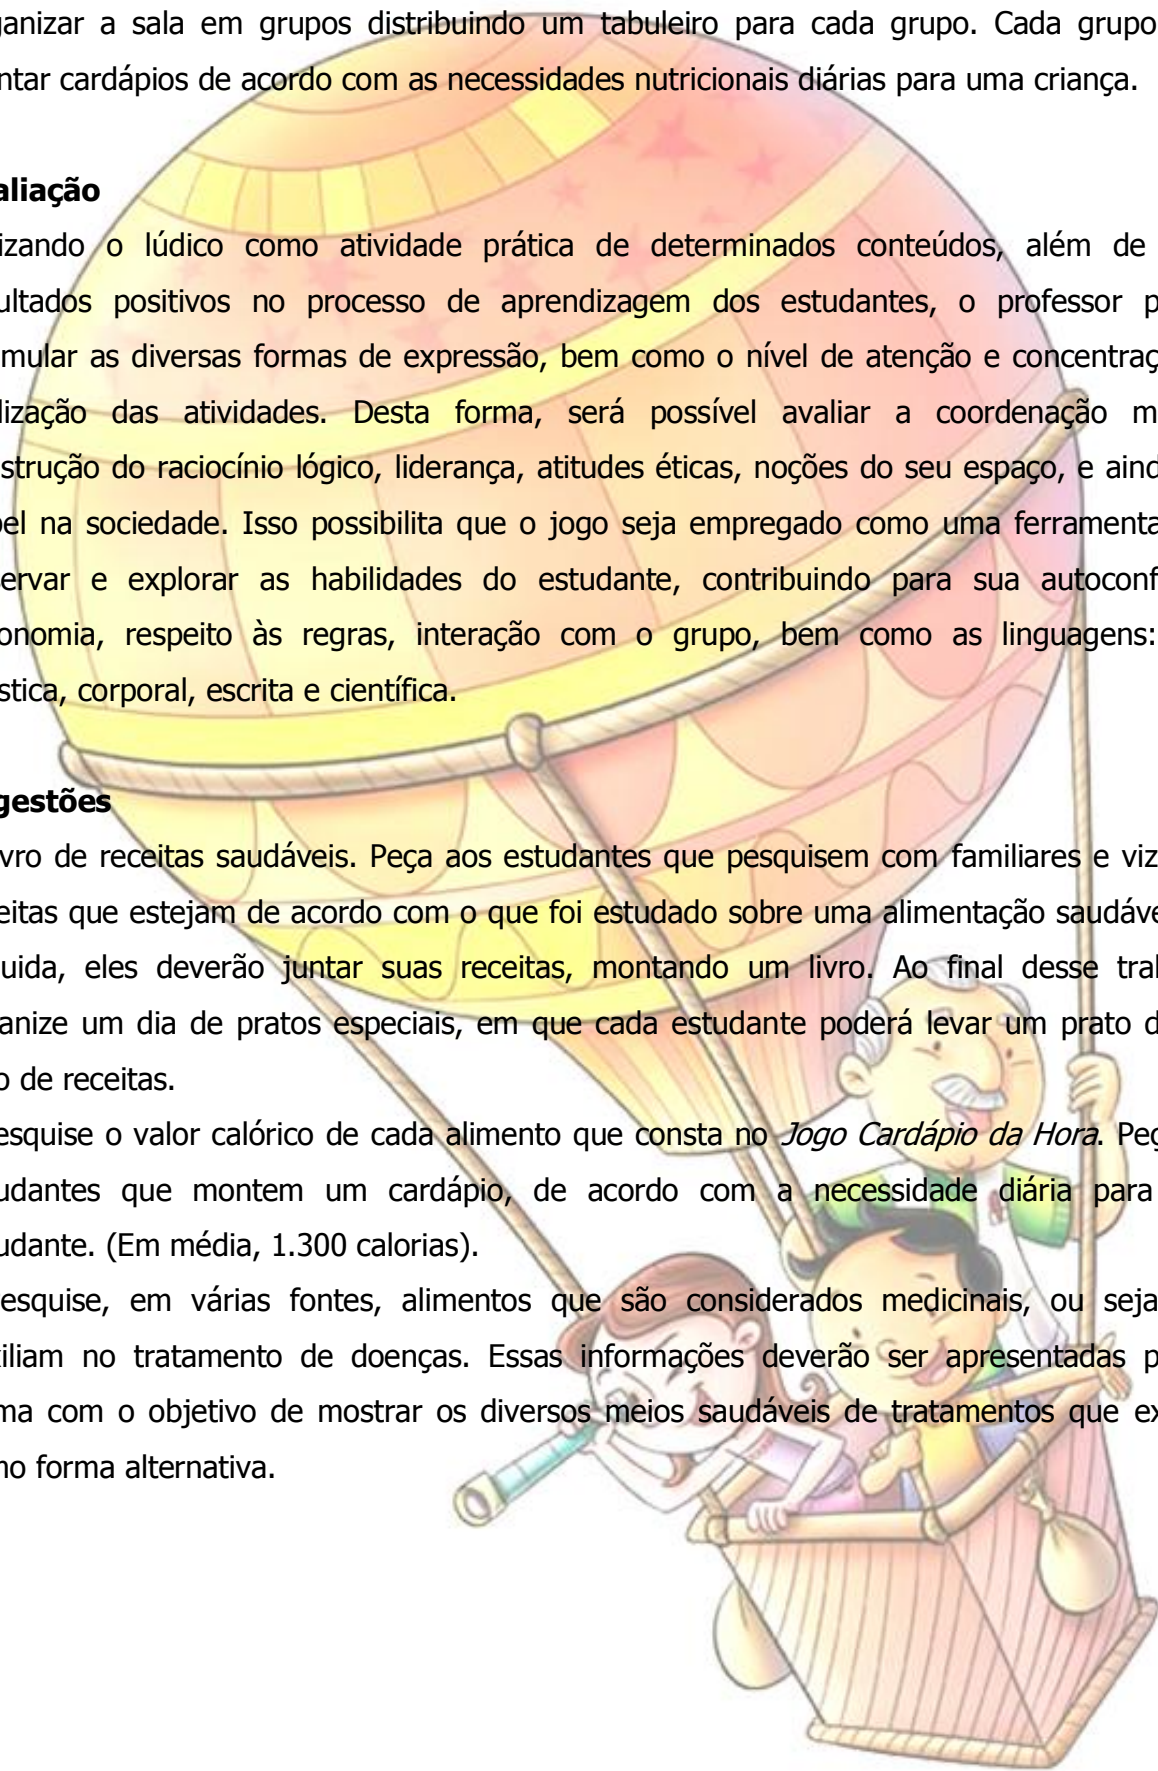 ganizar a sala em grupos distribuindo um tabuleiro para cada grupo. Cada grupo
ntar cardápios de acordo com as necessidades nutricionais diárias para uma criança.
aliação
izando o lúdico como atividade prática de determinados conteúdos, além de
ultados positivos no processo de aprendizagem dos estudantes, o professor p
mular as diversas formas de expressão, bem como o nível de atenção e concentraç
lização das atividades. Desta forma, será possível avaliar a coordenação m
strução do raciocínio lógico, liderança, atitudes éticas, noções do seu espaço, e aind
pel na sociedade. Isso possibilita que o jogo seja empregado como uma ferramenta
servar e explorar as habilidades do estudante, contribuindo para sua autoconf
onomia, respeito às regras, interação com o grupo, bem como as linguagens:
stica, corporal, escrita e científica.
gestões
vro de receitas saudáveis. Peça aos estudantes que pesquisem com familiares e viz
eitas que estejam de acordo com o que foi estudado sobre uma alimentação saudáve
uida, eles deverão juntar suas receitas, montando um livro. Ao final desse tral
anize um dia de pratos especiais, em que cada estudante poderá levar um prato d
o de receitas.
esquise o valor calórico de cada alimento que consta no Jogo Cardápio da Hora. Peç
udantes que montem um cardápio, de acordo com a necessidade diária para
udante. (Em média, 1.300 calorias).
esquise, em várias fontes, alimentos que são considerados medicinais, ou seja
iliam no tratamento de doenças. Essas informações deverão ser apresentadas p
ma com o objetivo de mostrar os diversos meios saudáveis de tratamentos que ex
mo forma alternativa.